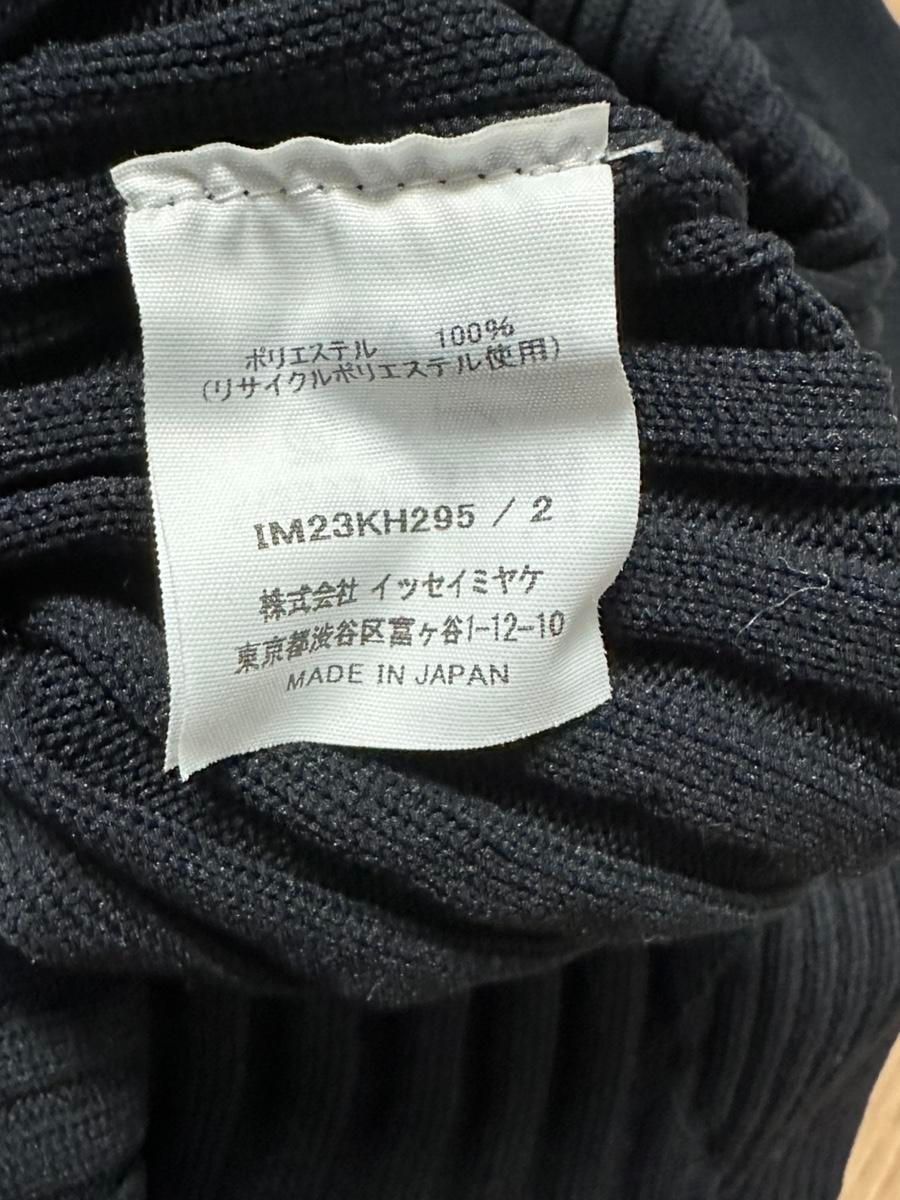 ポリエステル 100%
(リサイクルポリエステル使用)
IM23KH295 / 2
株式会社 イッセイミヤケ
東京都渋谷区富ヶ谷1-12-10
MADE IN JAPAN